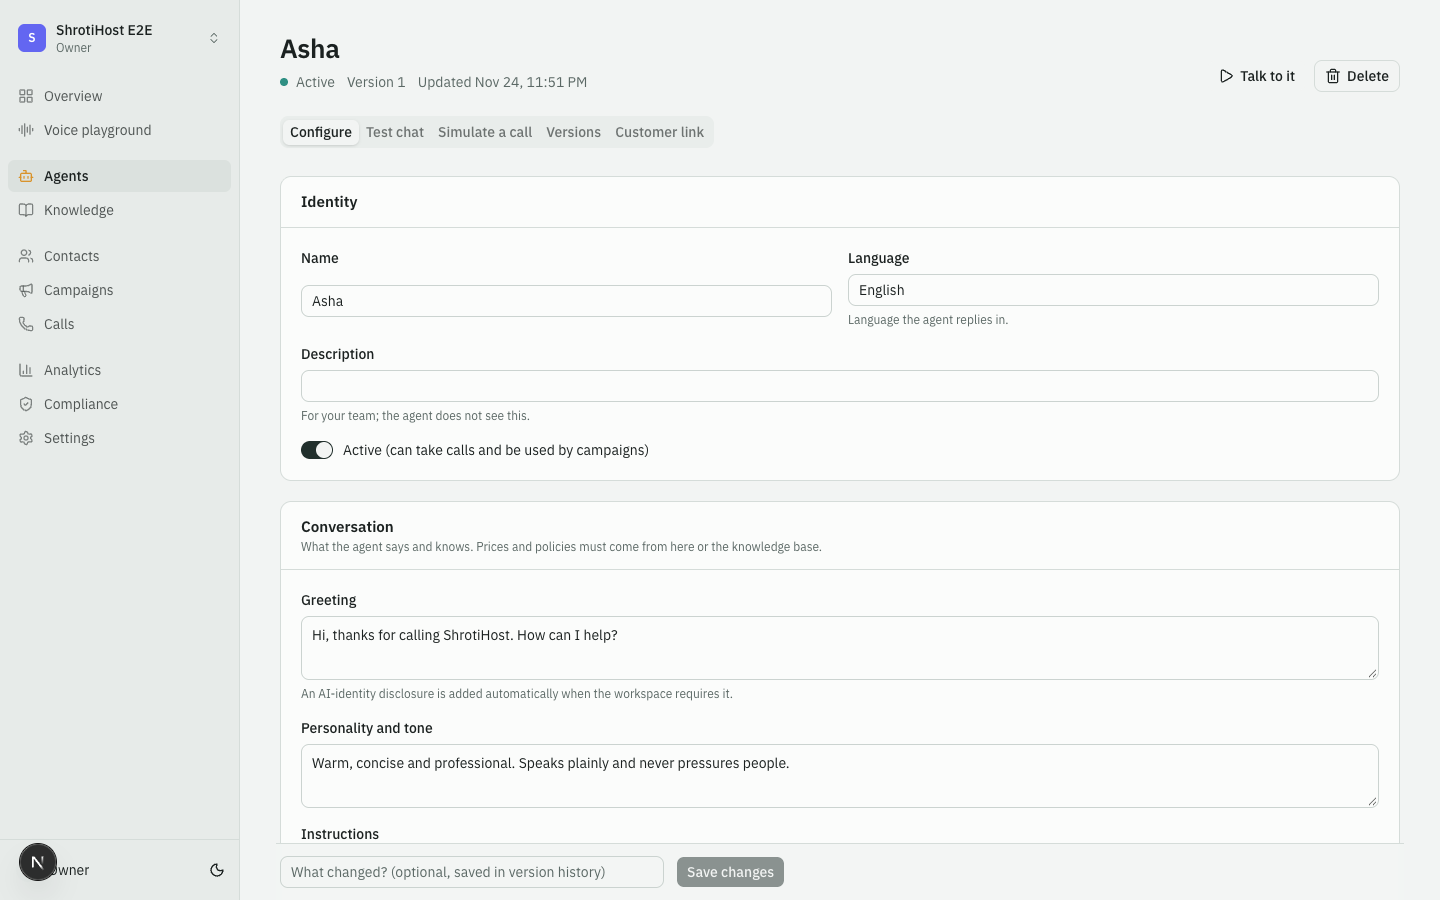 S
ShrotiHost E2E
Owner
Overview
Voice playground
Agents
Knowledge
Contacts
Campaigns
Calls
Analytics
Compliance
Settings
N
Owner
Asha
Active Version 1 Updated Nov 24, 11:51 PM
Talk to it
Delete
Configure Test chat Simulate a call Versions Customer link
Identity
Name
Asha
Language
English
Language the agent replies in.
Description
For your team; the agent does not see this.
Active (can take calls and be used by campaigns)
Conversation
What the agent says and knows. Prices and policies must come from here or the knowledge base.
Greeting
Hi, thanks for calling ShrotiHost. How can I help?
An AI-identity disclosure is added automatically when the workspace requires it.
Personality and tone
Warm, concise and professional. Speaks plainly and never pressures people.
Instructions
What changed? (optional, saved in version history)
Save changes